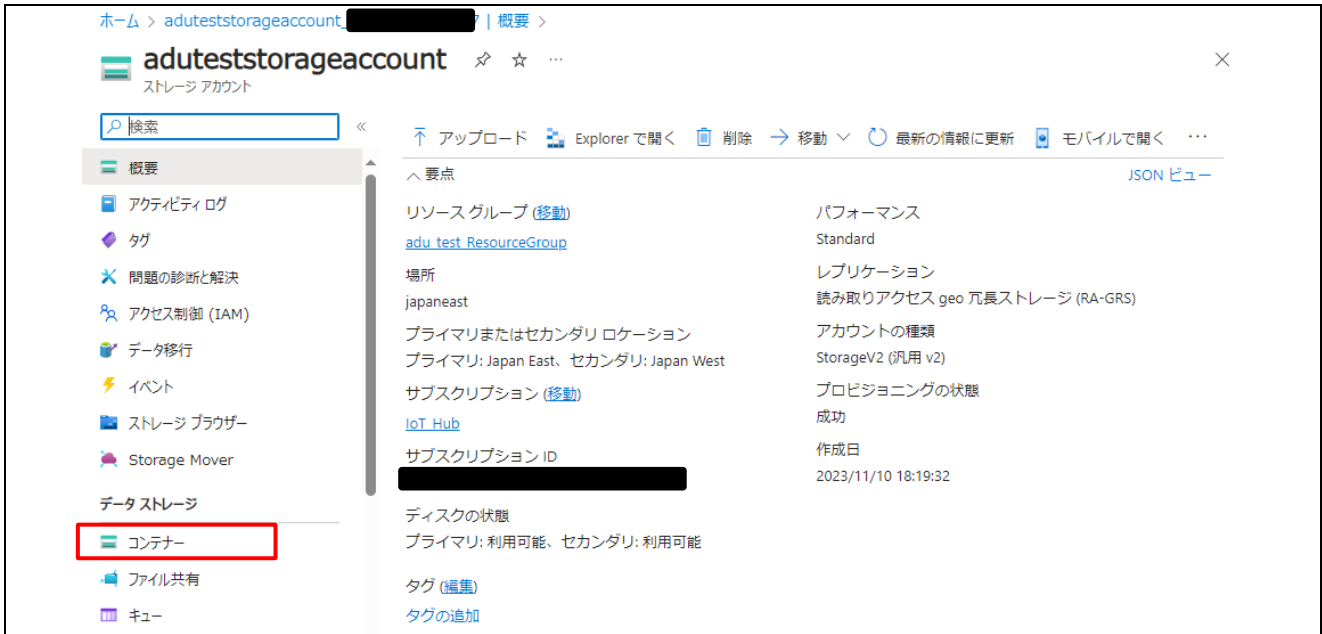 ホーム > aduteststorageaccount_ 7 | 概要 >
aduteststorageaccount
ストレージ アカウント
検索
概要
アクティビティ ログ
タグ
問題の診断と解決
アクセス制御 (IAM)
データ移行
イベント
ストレージ ブラウザー
Storage Mover
データ ストレージ
コンテナー
ファイル共有
キュー
アップロード Explorer で開く 削除 移動 最新の情報に更新 モバイルで開く
要点
JSON ビュー
リソース グループ (移動)
adu_test_ResourceGroup
場所
japaneast
プライマリまたはセカンダリ ロケーション
プライマリ: Japan East、セカンダリ: Japan West
サブスクリプション (移動)
IoT_Hub
サブスクリプション ID
ディスクの状態
プライマリ: 利用可能、セカンダリ: 利用可能
タグ (編集)
タグの追加
パフォーマンス
Standard
レプリケーション
読み取りアクセス geo 冗長ストレージ (RA-GRS)
アカウントの種類
StorageV2 (汎用 v2)
プロビジョニングの状態
成功
作成日
2023/11/10 18:19:32